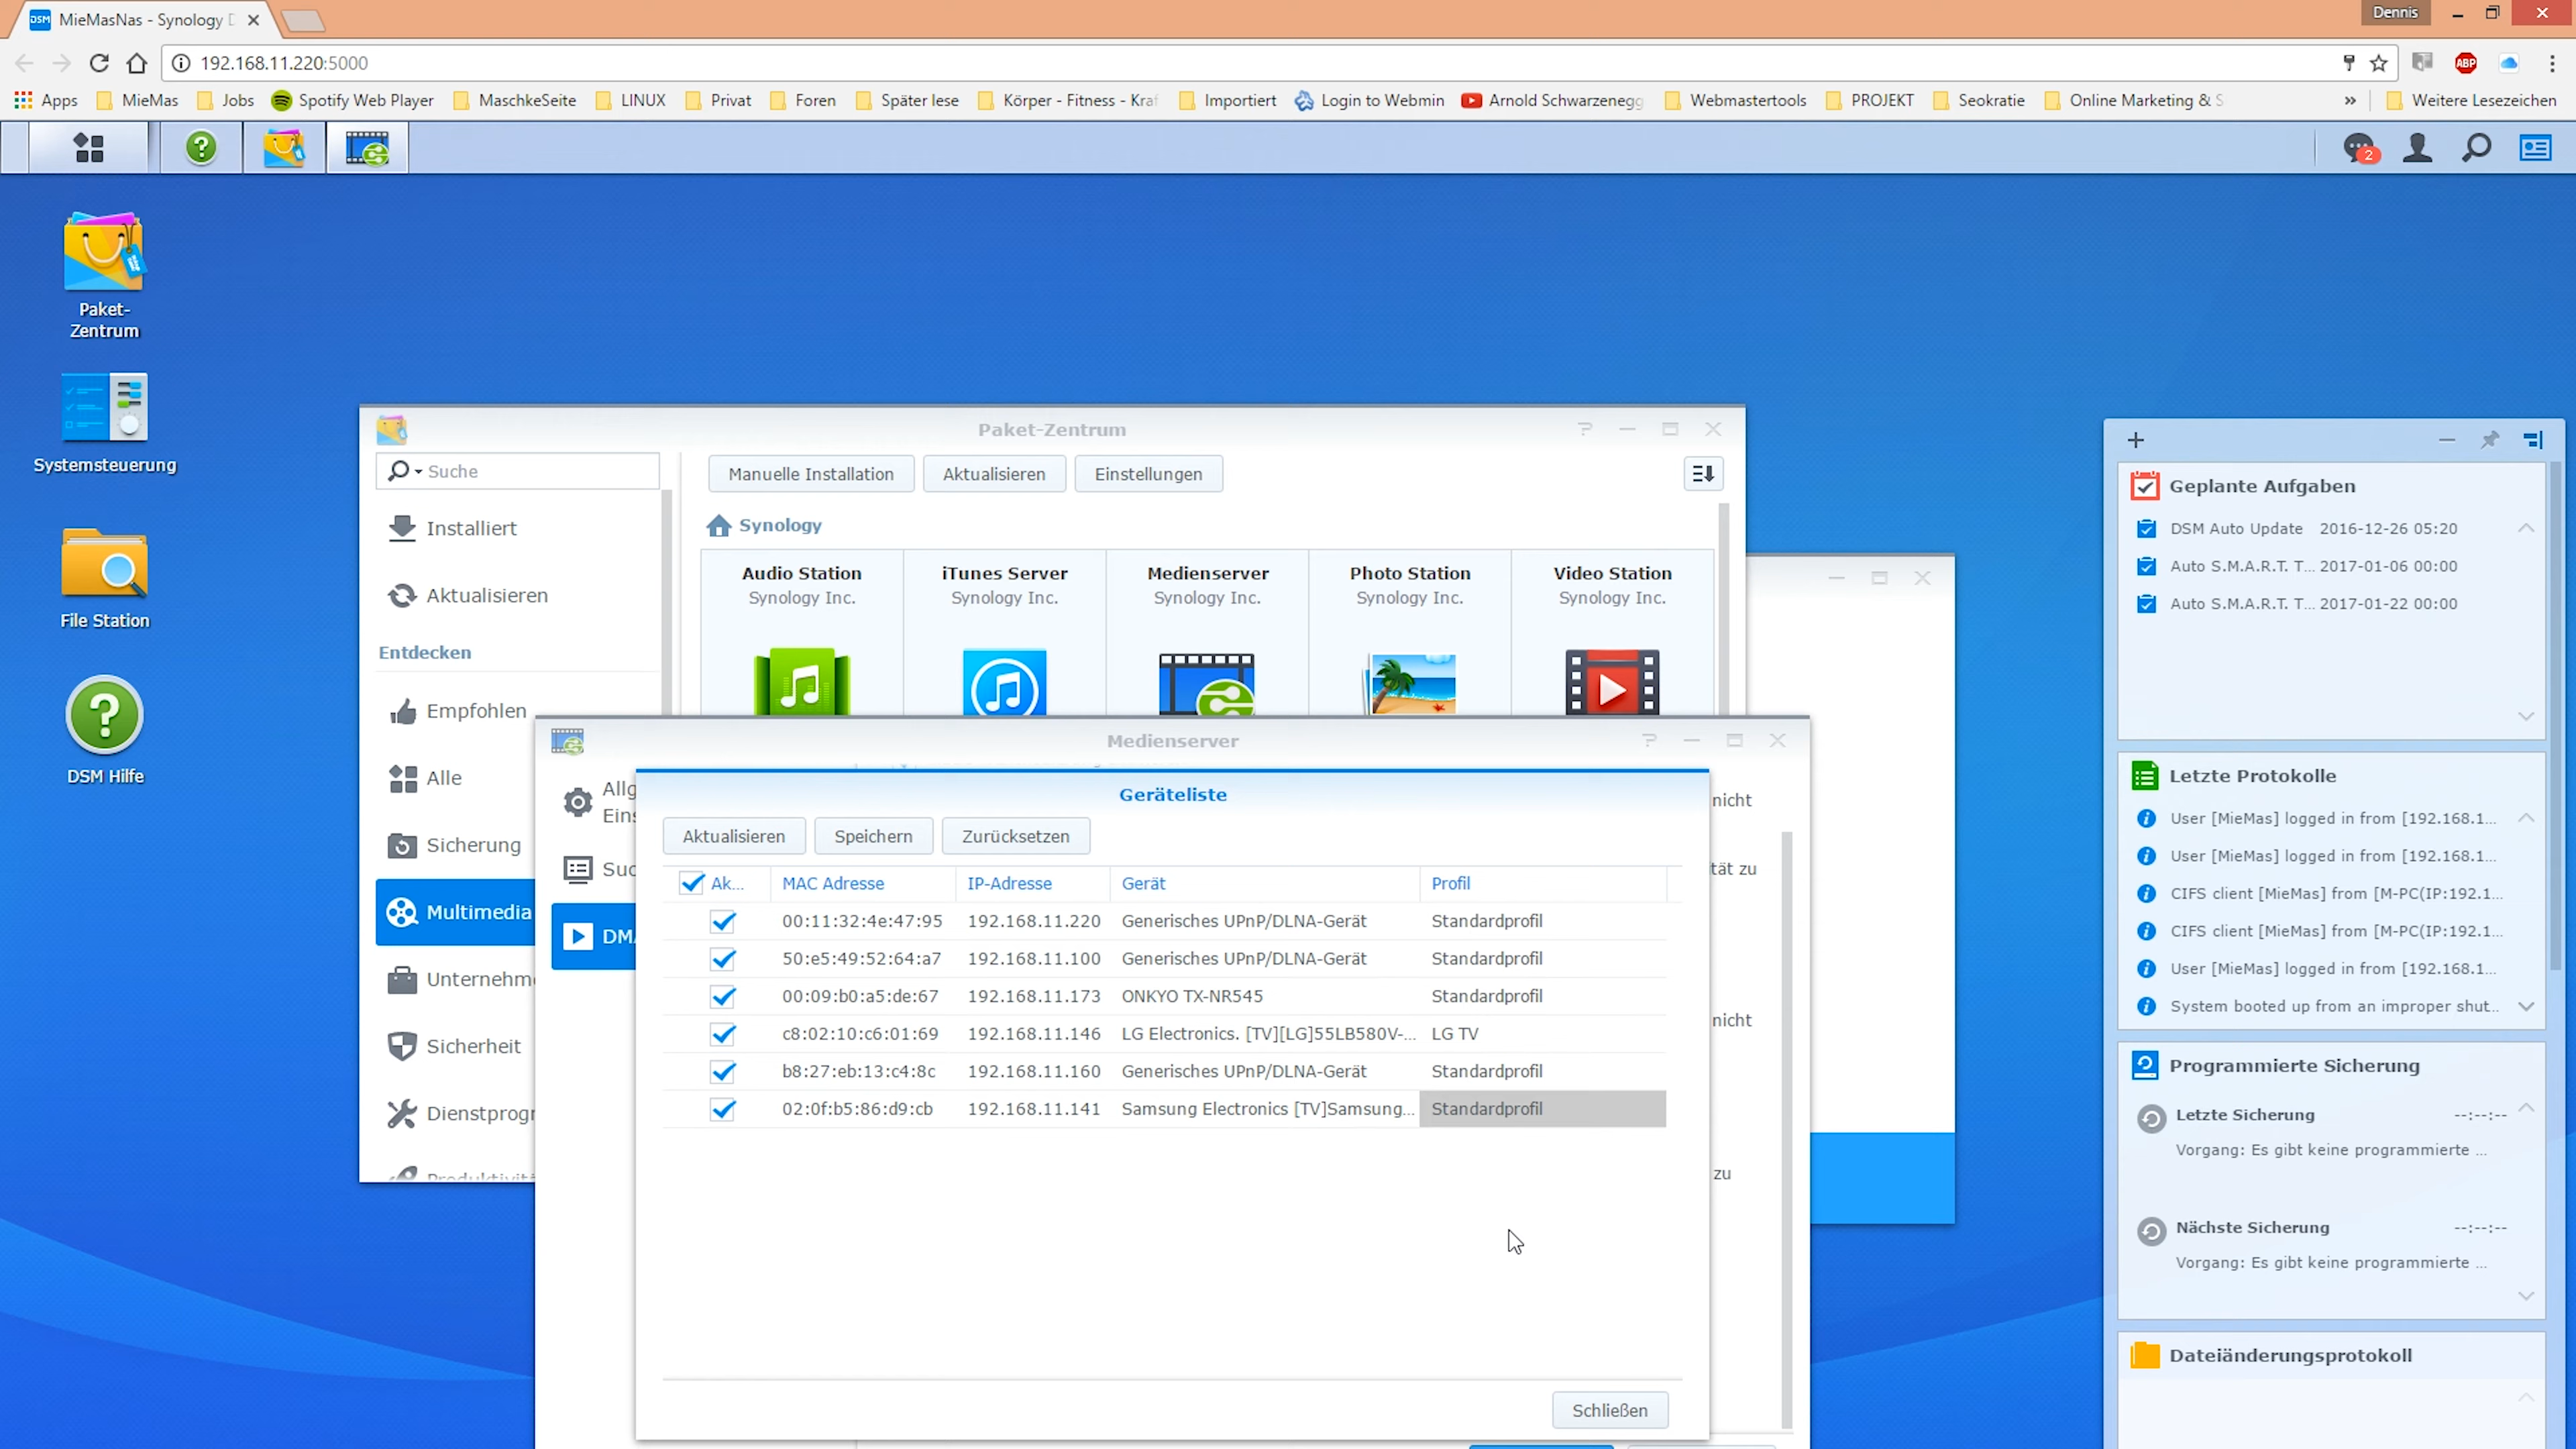 MieMasNas - Synology D
Dennis
192.168.11.220:5000
ABP
Apps MieMas Jobs Spotify Web Player MaschkeSeite LINUX Privat Foren Später lese Körper - Fitness - Kraf Importiert Login to Webmin Arnold Schwarzenegg Webmastertools PROJEKT Seokratie Online Marketing & S » Weitere Lesezeichen
2
Paket-
Zentrum
Systemsteuerung
File Station
DSM Hilfe
Paket-Zentrum
Suche
Manuelle Installation Aktualisieren Einstellungen
Installiert
Aktualisieren
Entdecken
Empfohlen
Alle
Sicherung
Multimedia
Unternehm
Sicherheit
Dienstprogr
Produktivitä
Synology
Audio Station iTunes Server Medienserver Photo Station Video Station
Synology Inc. Synology Inc. Synology Inc. Synology Inc. Synology Inc.
Medienserver
Allg
Eins
Suc
DMA
nicht
tät zu
nicht
zu
Geräteliste
Aktualisieren Speichern Zurücksetzen
Ak... MAC Adresse IP-Adresse Gerät Profil
00:11:32:4e:47:95 192.168.11.220 Generisches UPnP/DLNA-Gerät Standardprofil
50:e5:49:52:64:a7 192.168.11.100 Generisches UPnP/DLNA-Gerät Standardprofil
00:09:b0:a5:de:67 192.168.11.173 ONKYO TX-NR545 Standardprofil
c8:02:10:c6:01:69 192.168.11.146 LG Electronics. [TV][LG]55LB580V-... LG TV
b8:27:eb:13:c4:8c 192.168.11.160 Generisches UPnP/DLNA-Gerät Standardprofil
02:0f:b5:86:d9:cb 192.168.11.141 Samsung Electronics [TV]Samsung... Standardprofil
Schließen
Geplante Aufgaben
DSM Auto Update 2016-12-26 05:20
Auto S.M.A.R.T. T... 2017-01-06 00:00
Auto S.M.A.R.T. T... 2017-01-22 00:00
Letzte Protokolle
User [MieMas] logged in from [192.168.1...
User [MieMas] logged in from [192.168.1...
CIFS client [MieMas] from [M-PC(IP:192.1...
CIFS client [MieMas] from [M-PC(IP:192.1...
User [MieMas] logged in from [192.168.1...
System booted up from an improper shut...
Programmierte Sicherung
Letzte Sicherung --:--:--
Vorgang: Es gibt keine programmierte ...
Nächste Sicherung --:--:--
Vorgang: Es gibt keine programmierte ...
Dateiänderungsprotokoll